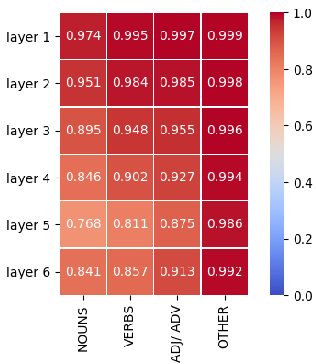 layer 1 0.974 0.995 0.997 0.999 1.0
layer 2 0.951 0.984 0.985 0.998 0.8
layer 3 0.895 0.948 0.955 0.996 0.6
layer 4 0.846 0.902 0.927 0.994 0.4
layer 5 0.768 0.811 0.875 0.986 0.2
layer 6 0.841 0.857 0.913 0.992 0.0
NOUNS VERBS ADJ/ ADV OTHER